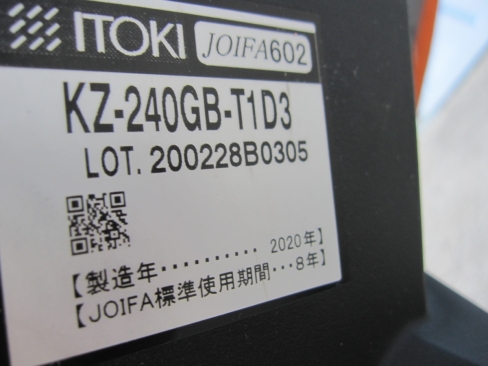 ITOKI JOIFA602
KZ-240GB-T1D3
LOT. 200228B0305
【製造年·········· 2020年】
【JOIFA標準使用期間···8年】